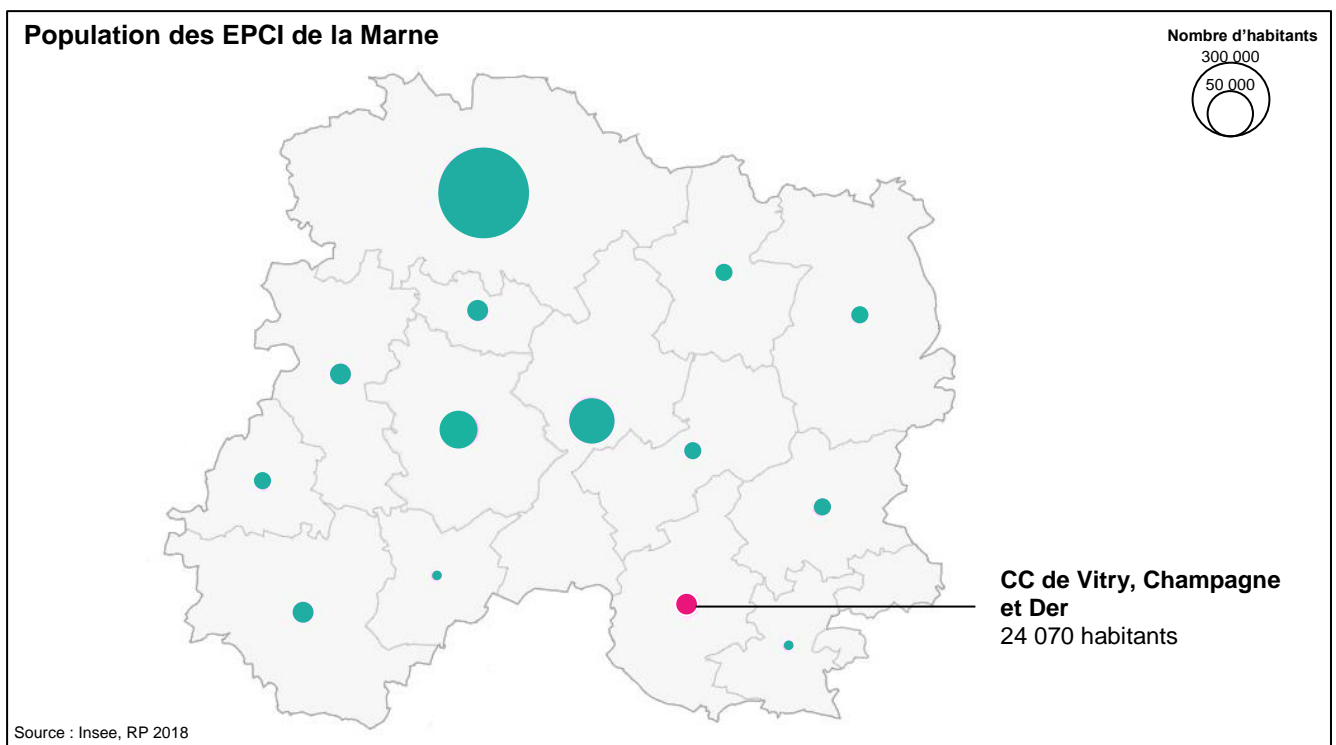 Population des EPCI de la Marne
Nombre d’habitants
300 000
50 000
CC de Vitry, Champagne
et Der
24 070 habitants
Source : Insee, RP 2018